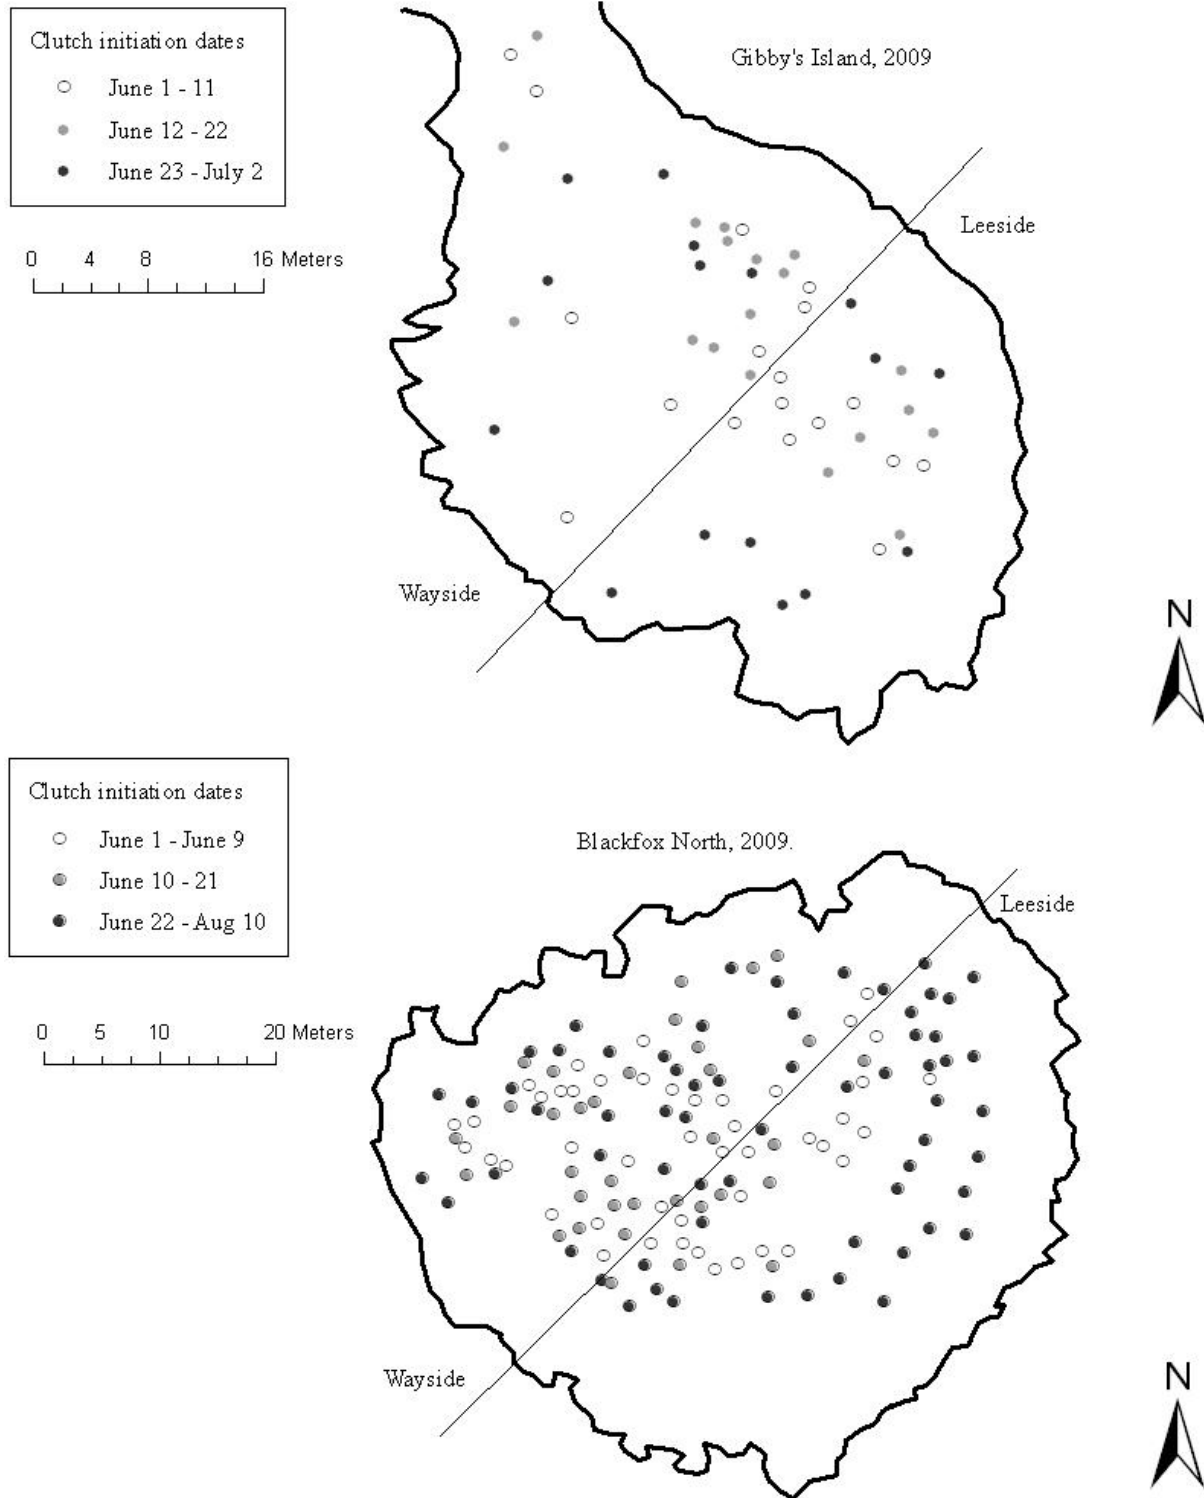 Clutch initiation dates
June 1 - 11
June 12 - 22
June 23 - July 2
Gibby's Island, 2009
0 4 8 16 Meters
Leeside
Wayside
N
Clutch initiation dates
June 1 - June 9
June 10 - 21
June 22 - Aug 10
Blackfox North, 2009.
Leeside
0 5 10 20 Meters
Wayside
N